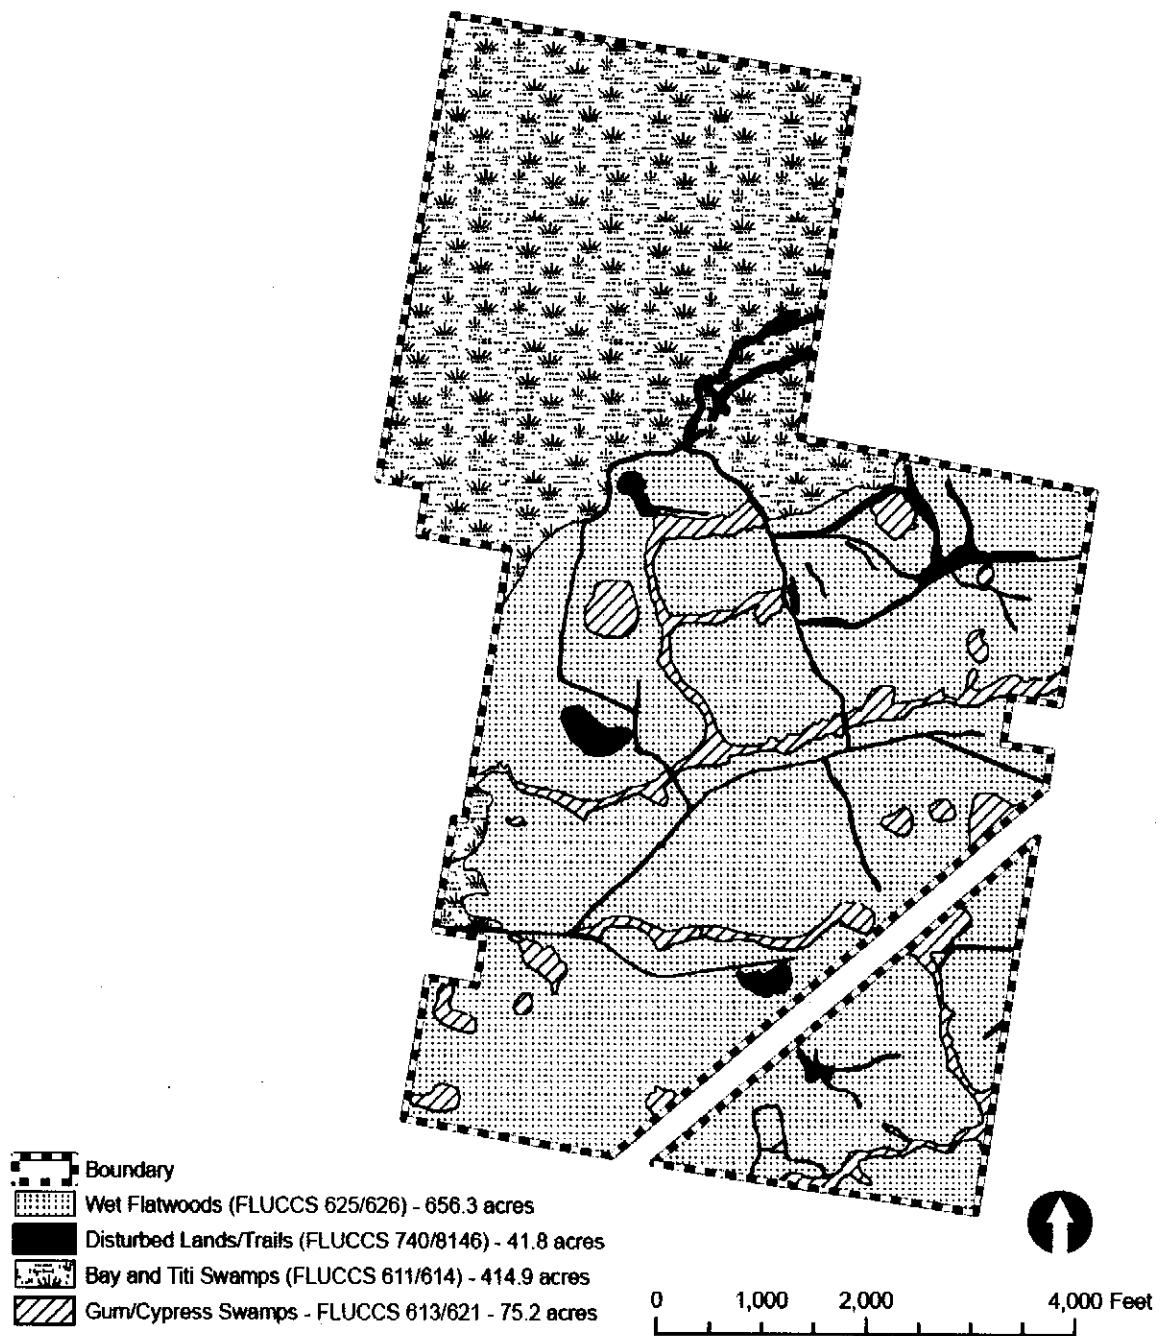 Boundary
Wet Flatwoods (FLUCCS 625/626) - 656.3 acres
Disturbed Lands/Trails (FLUCCS 740/8146) - 41.8 acres
Bay and Titi Swamps (FLUCCS 611/614) - 414.9 acres
Gum/Cypress Swamps - FLUCCS 613/621 - 75.2 acres
0 1,000 2,000 4,000 Feet